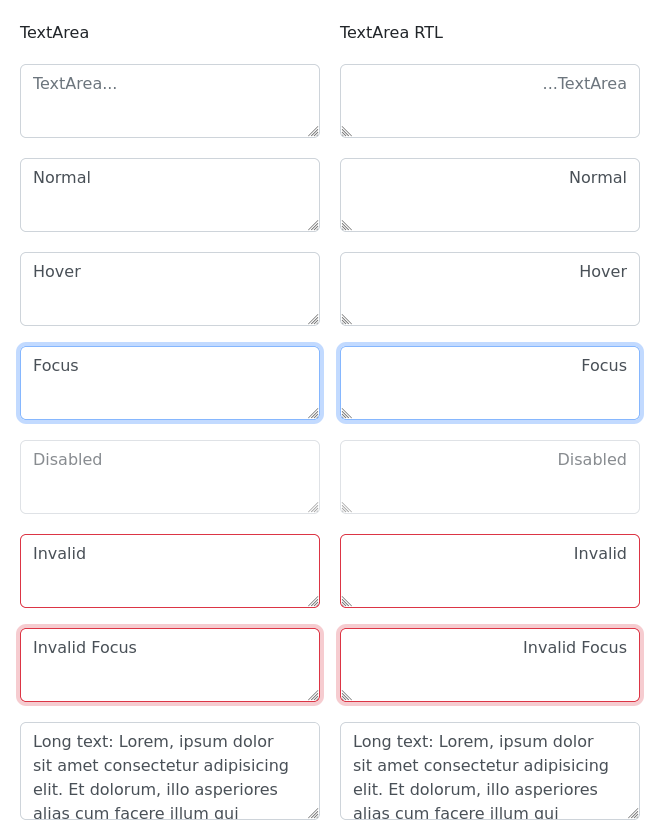 TextArea
TextArea RTL
TextArea...
...TextArea
Normal
Normal
Hover
Hover
Focus
Focus
Disabled
Disabled
Invalid
Invalid
Invalid Focus
Invalid Focus
Long text: Lorem, ipsum dolor
sit amet consectetur adipisicing
elit. Et dolorum, illo asperiores
alias cum facere illum qui
Long text: Lorem, ipsum dolor
sit amet consectetur adipisicing
elit. Et dolorum, illo asperiores
alias cum facere illum qui